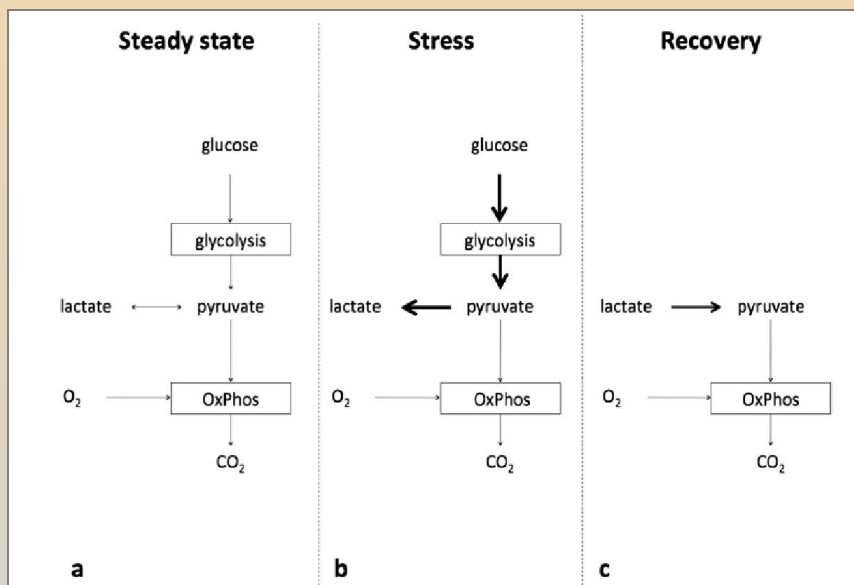 Steady state
glucose
glycolysis
lactate
pyruvate
O₂
OxPhos
CO₂
a
Stress
glucose
glycolysis
lactate
pyruvate
O₂
OxPhos
CO₂
b
Recovery
lactate
pyruvate
O₂
OxPhos
CO₂
c